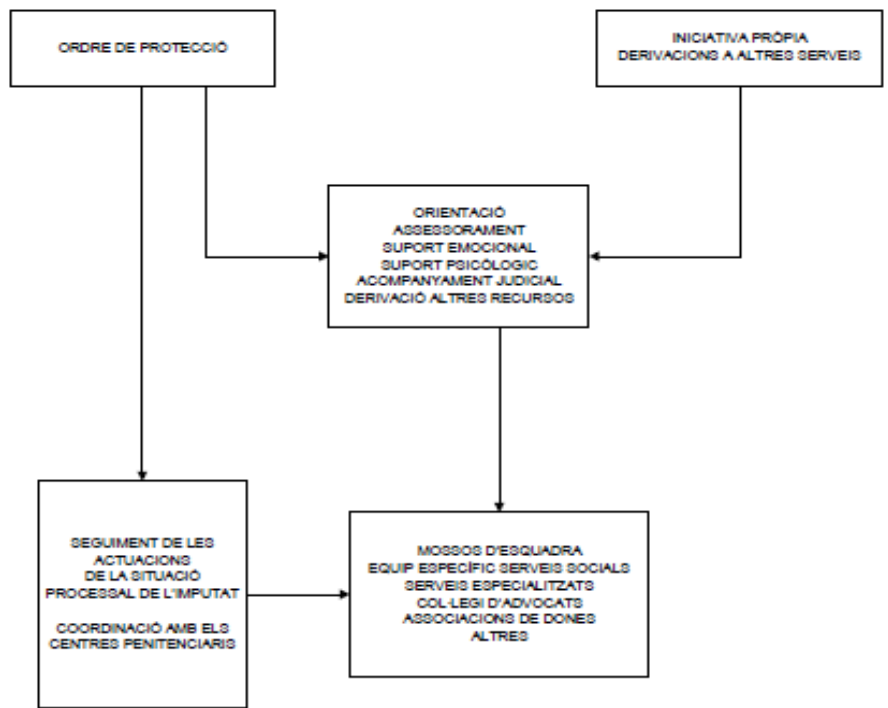 ORDRE DE PROTECCIÓ
INICIATIVA PRÒPIA
DERIVACIONS A ALTRES SERVEIS
ORIENTACIÓ
ASSESSORAMENT
SUPORT EMOCIONAL
SUPORT PSICÒLOGIC
ACOMPANYAMENT JUDICIAL
DERIVACIÓ ALTRES RECURSOS
SEGUIMENT DE LES
ACTUACIONS
DE LA SITUACIÓ
PROCESSAL DE L'IMPUTAT
COORDINACIÓ AMB ELS
CENTRES PENITENCIARIS
MOSSOS D'ESQUADRA
EQUIP ESPECÍFIC SERVEIS SOCIALS
SERVEIS ESPECIALITZATS
COL·LEGI D'ADVOCATS
ASSOCIACIONS DE DONES
ALTRES